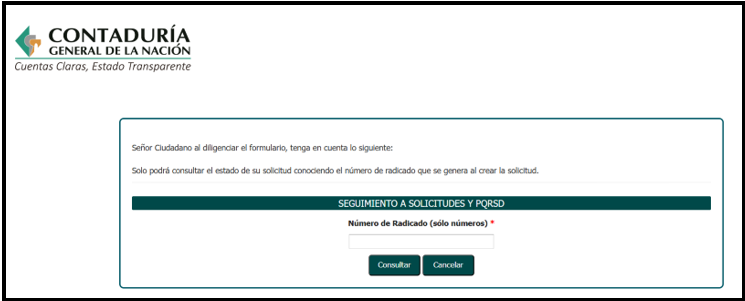 CONTADURÍA
GENERAL DE LA NACIÓN
Cuentas Claras, Estado Transparente
Señor Ciudadano al diligenciar el formulario, tenga en cuenta lo siguiente:
Solo podrá consultar el estado de su solicitud conociendo el número de radicado que se genera al crear la solicitud.
SEGUIMIENTO A SOLICITUDES Y PQRSD
Número de Radicado (sólo números) *
Consultar Cancelar